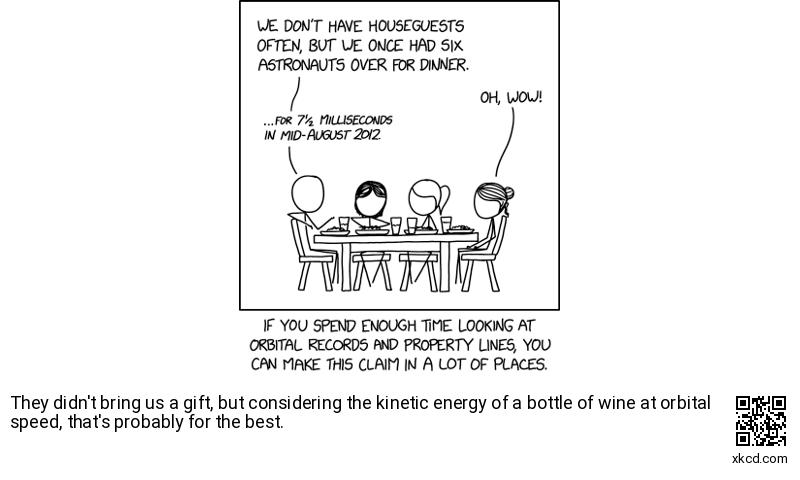 WE DON'T HAVE HOUSEGUESTS
OFTEN, BUT WE ONCE HAD SIX
ASTRONAUTS OVER FOR DINNER.
...FOR 7½ MILLISECONDS
IN MID-AUGUST 2012
OH, WOW!
IF YOU SPEND ENOUGH TIME LOOKING AT
ORBITAL RECORDS AND PROPERTY LINES, YOU
CAN MAKE THIS CLAIM IN A LOT OF PLACES.
They didn't bring us a gift, but considering the kinetic energy of a bottle of wine at orbital
speed, that's probably for the best.
xkcd.com